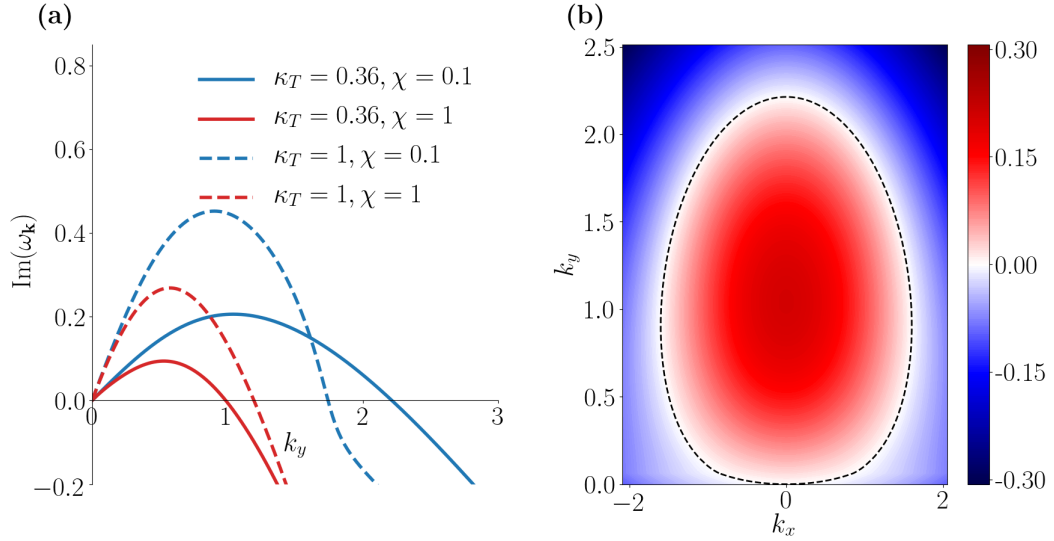 (a)
0.8
0.6
0.4
0.2
0.0
−0.2
0
1
2
3
Im(ω𝐤)
k_y
κ_T = 0.36, χ = 0.1
κ_T = 0.36, χ = 1
κ_T = 1, χ = 0.1
κ_T = 1, χ = 1
(b)
2.5
2.0
1.5
1.0
0.5
0.0
k_y
−2
0
2
k_x
0.30
0.15
0.00
-0.15
-0.30